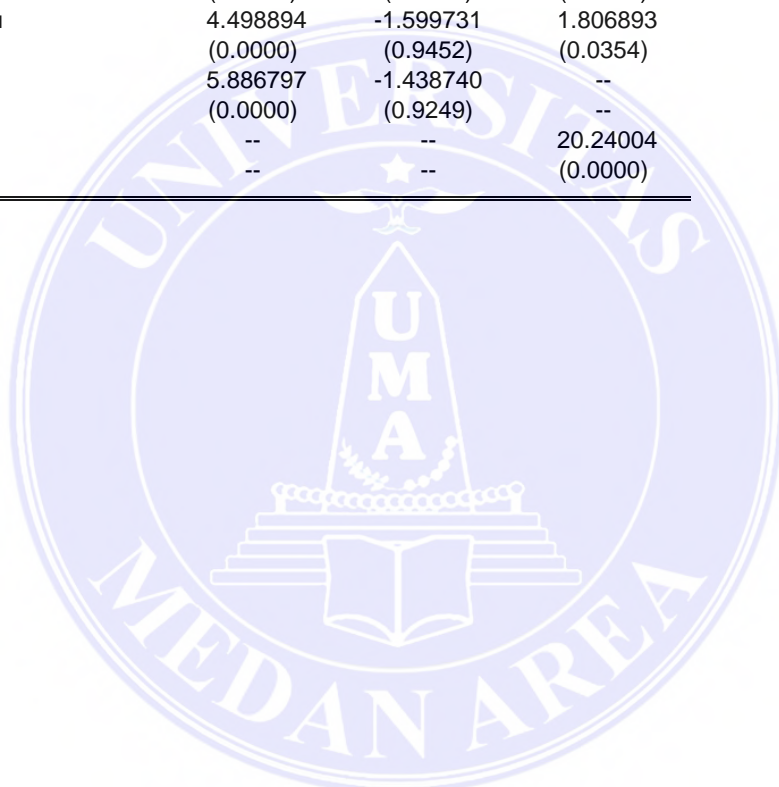 4.498894 -1.599731 1.806893
(0.0000) (0.9452) (0.0354)
5.886797 -1.438740 --
(0.0000) (0.9249) --
-- -- 20.24004
-- -- (0.0000)
UNIVERSITAS
U
M
A
MEDAN AREA